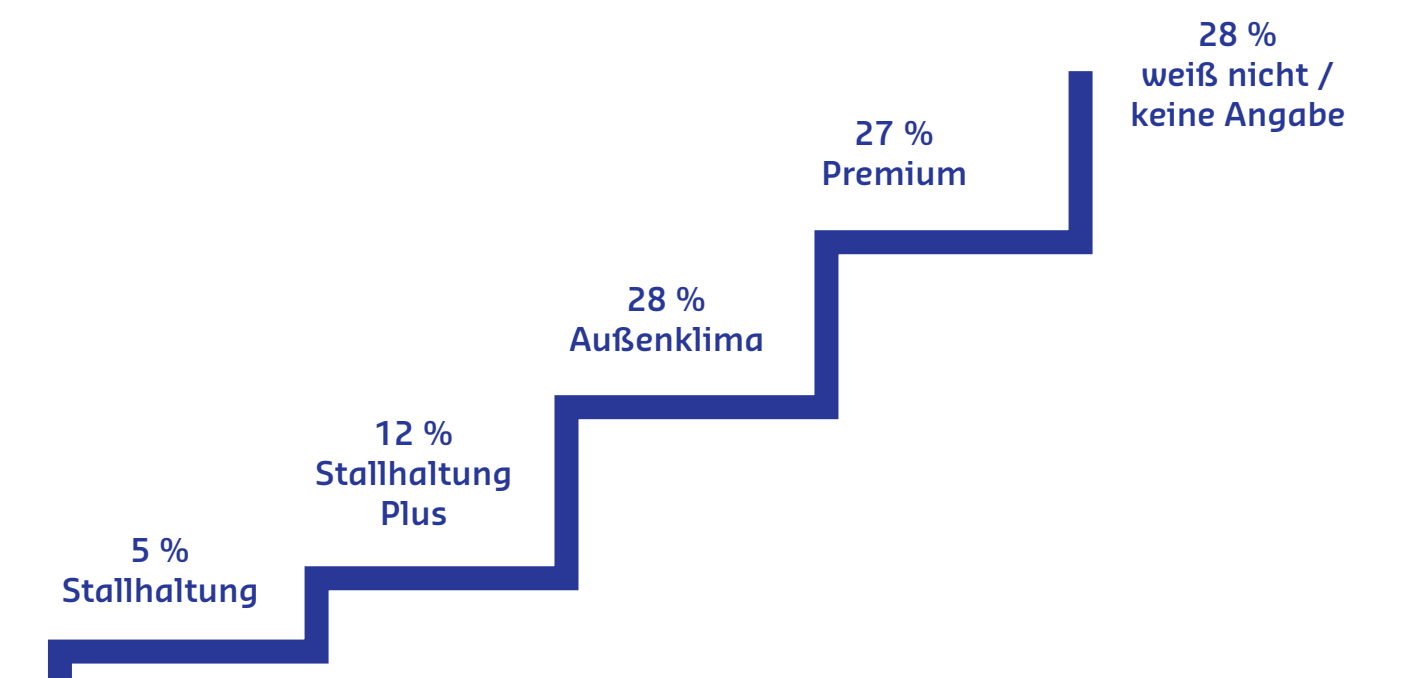 28 %
weiß nicht /
keine Angabe
27 %
Premium
28 %
Außenklima
12 %
Stallhaltung
Plus
5 %
Stallhaltung